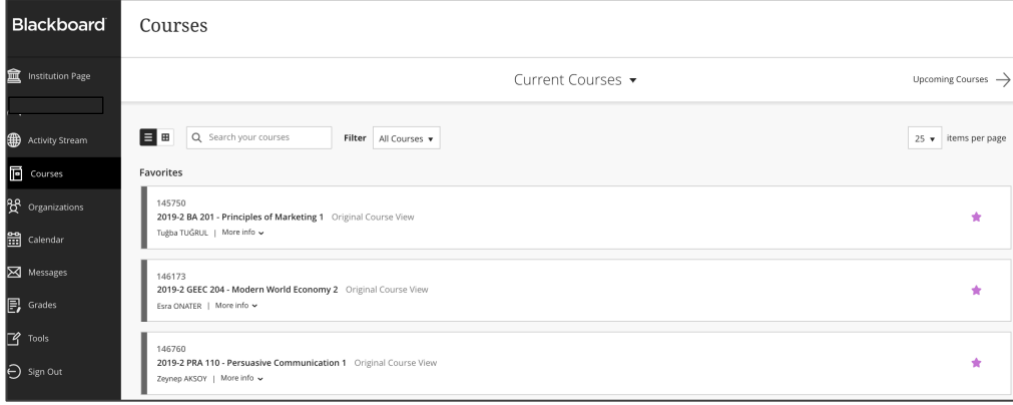 Blackboard
Courses
Institution Page
Current Courses
Upcoming Courses
Activity Stream
Search your courses
Filter
All Courses
25
items per page
Courses
Favorites
145750
2019-2 BA 201 - Principles of Marketing 1 Original Course View
Tuğba TUĞRUL | More info
Organizations
Calendar
Messages
146173
2019-2 GEEC 204 - Modern World Economy 2 Original Course View
Esra ONATER | More info
Grades
Tools
146760
2019-2 PRA 110 - Persuasive Communication 1 Original Course View
Zeynep AKSOY | More info
Sign Out